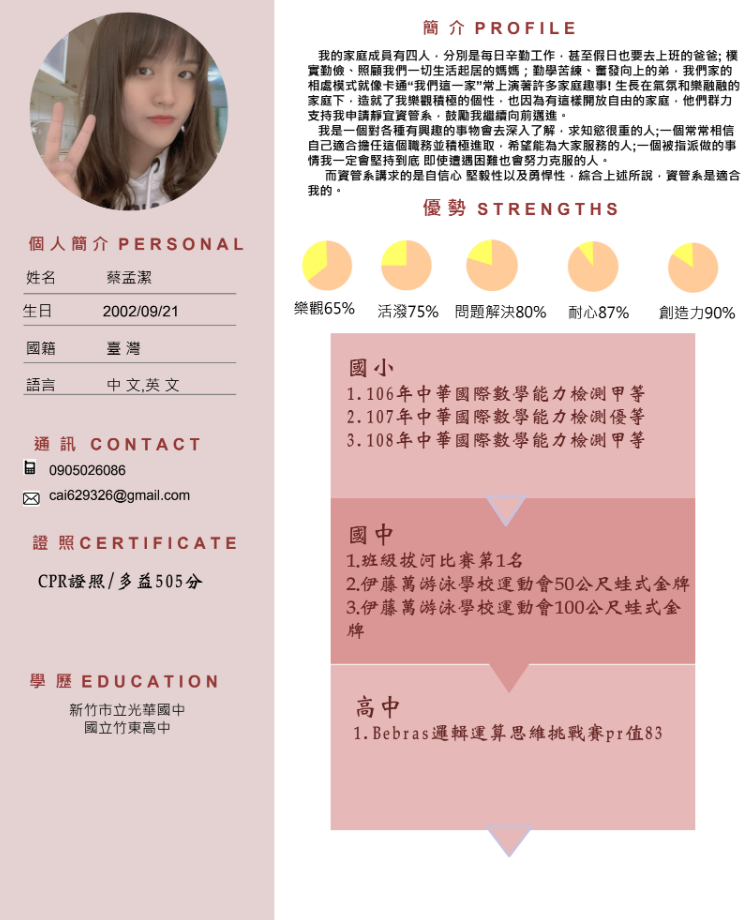 個人簡介 PERSONAL
姓名 蔡孟潔
生日 2002/09/21
國籍 臺 灣
語言 中 文,英 文
通 訊 CONTACT
0905026086
cai629326@gmail.com
證 照CERTIFICATE
CPR證照/多益505分
學 歷 EDUCATION
新竹市立光華國中
國立竹東高中
簡 介 PROFILE
我的家庭成員有四人，分別是每日辛勤工作，甚至假日也要去上班的爸爸; 樸
實勤儉、照顧我們一切生活起居的媽媽；勤學苦練、奮發向上的弟，我們家的
相處模式就像卡通“我們這一家”常上演著許多家庭趣事! 生長在氣氛和樂融融的
家庭下，造就了我樂觀積極的個性，也因為有這樣開放自由的家庭，他們群力
支持我申請靜宜資管系，鼓勵我繼續向前邁進。
我是一個對各種有興趣的事物會去深入了解，求知慾很重的人;一個常常相信
自己適合擔任這個職務並積極進取，希望能為大家服務的人;一個被指派做的事
情我一定會堅持到底 即使遭遇困難也會努力克服的人。
而資管系講求的是自信心 堅毅性以及勇悍性，綜合上述所說，資管系是適合
我的。
優勢 STRENGTHS
樂觀65% 活潑75% 問題解決80% 耐心87% 創造力90%
國小
1.106年中華國際數學能力檢測甲等
2.107年中華國際數學能力檢測優等
3.108年中華國際數學能力檢測甲等
國中
1.班級拔河比賽第1名
2.伊藤萬游泳學校運動會50公尺蛙式金牌
3.伊藤萬游泳學校運動會100公尺蛙式金
牌
高中
1.Bebras邏輯運算思維挑戰賽pr值83